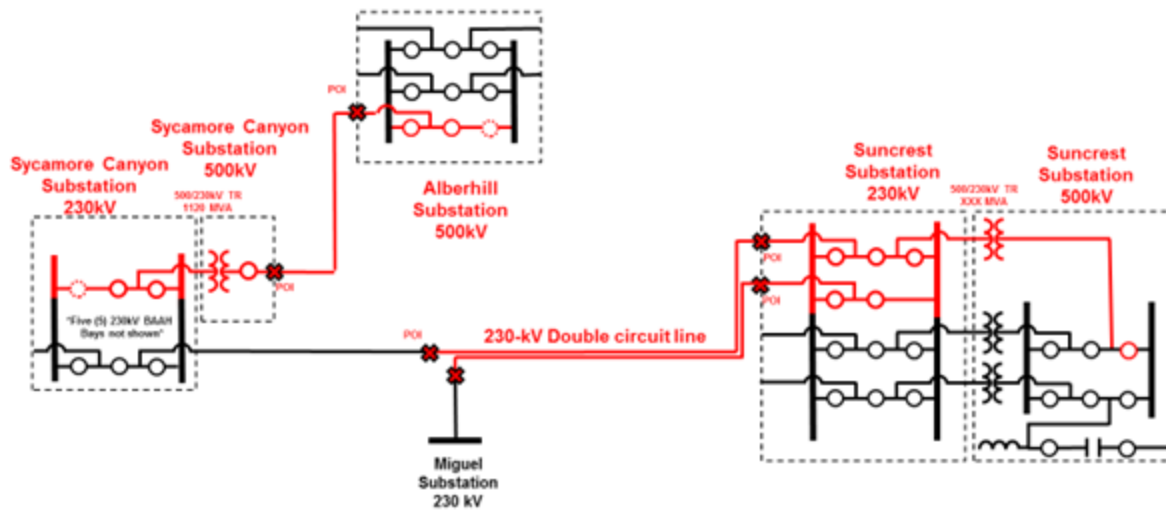 POI
Sycamore Canyon
Substation
500kV
Sycamore Canyon
Substation
230kV
500/230kV TR
1120 MVA
Alberhill
Substation
500kV
Suncrest
Substation
230kV
Suncrest
Substation
500kV
500/230kV TR
XXX MVA
POI
POI
POI
"Five (5) 230kV BAAH
Bays not shown"
POI
230-kV Double circuit line
Miguel
Substation
230 kV